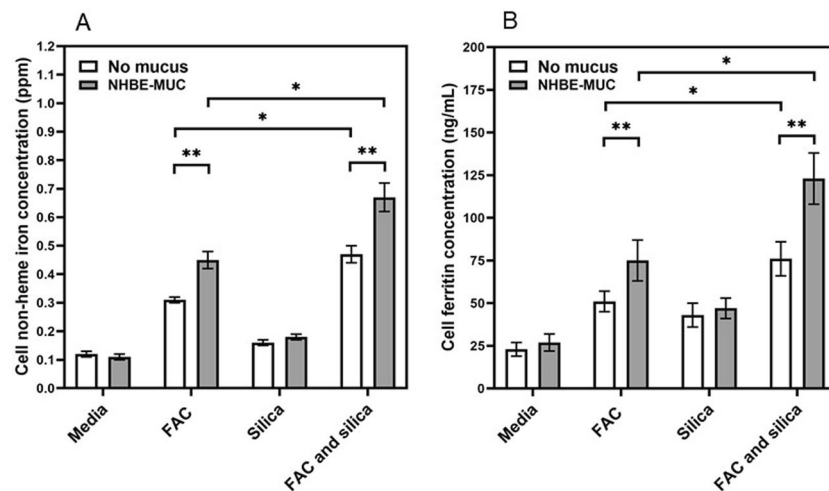 A
Cell non-heme iron concentration (ppm)
1.2
1.1
1.0
0.9
0.8
0.7
0.6
0.5
0.4
0.3
0.2
0.1
0.0
No mucus
NHBE-MUC
*
*
**
**
Media
FAC
Silica
FAC and silica
B
Cell ferritin concentration (ng/mL)
200
175
150
125
100
75
50
25
0
No mucus
NHBE-MUC
*
*
**
**
Media
FAC
Silica
FAC and silica